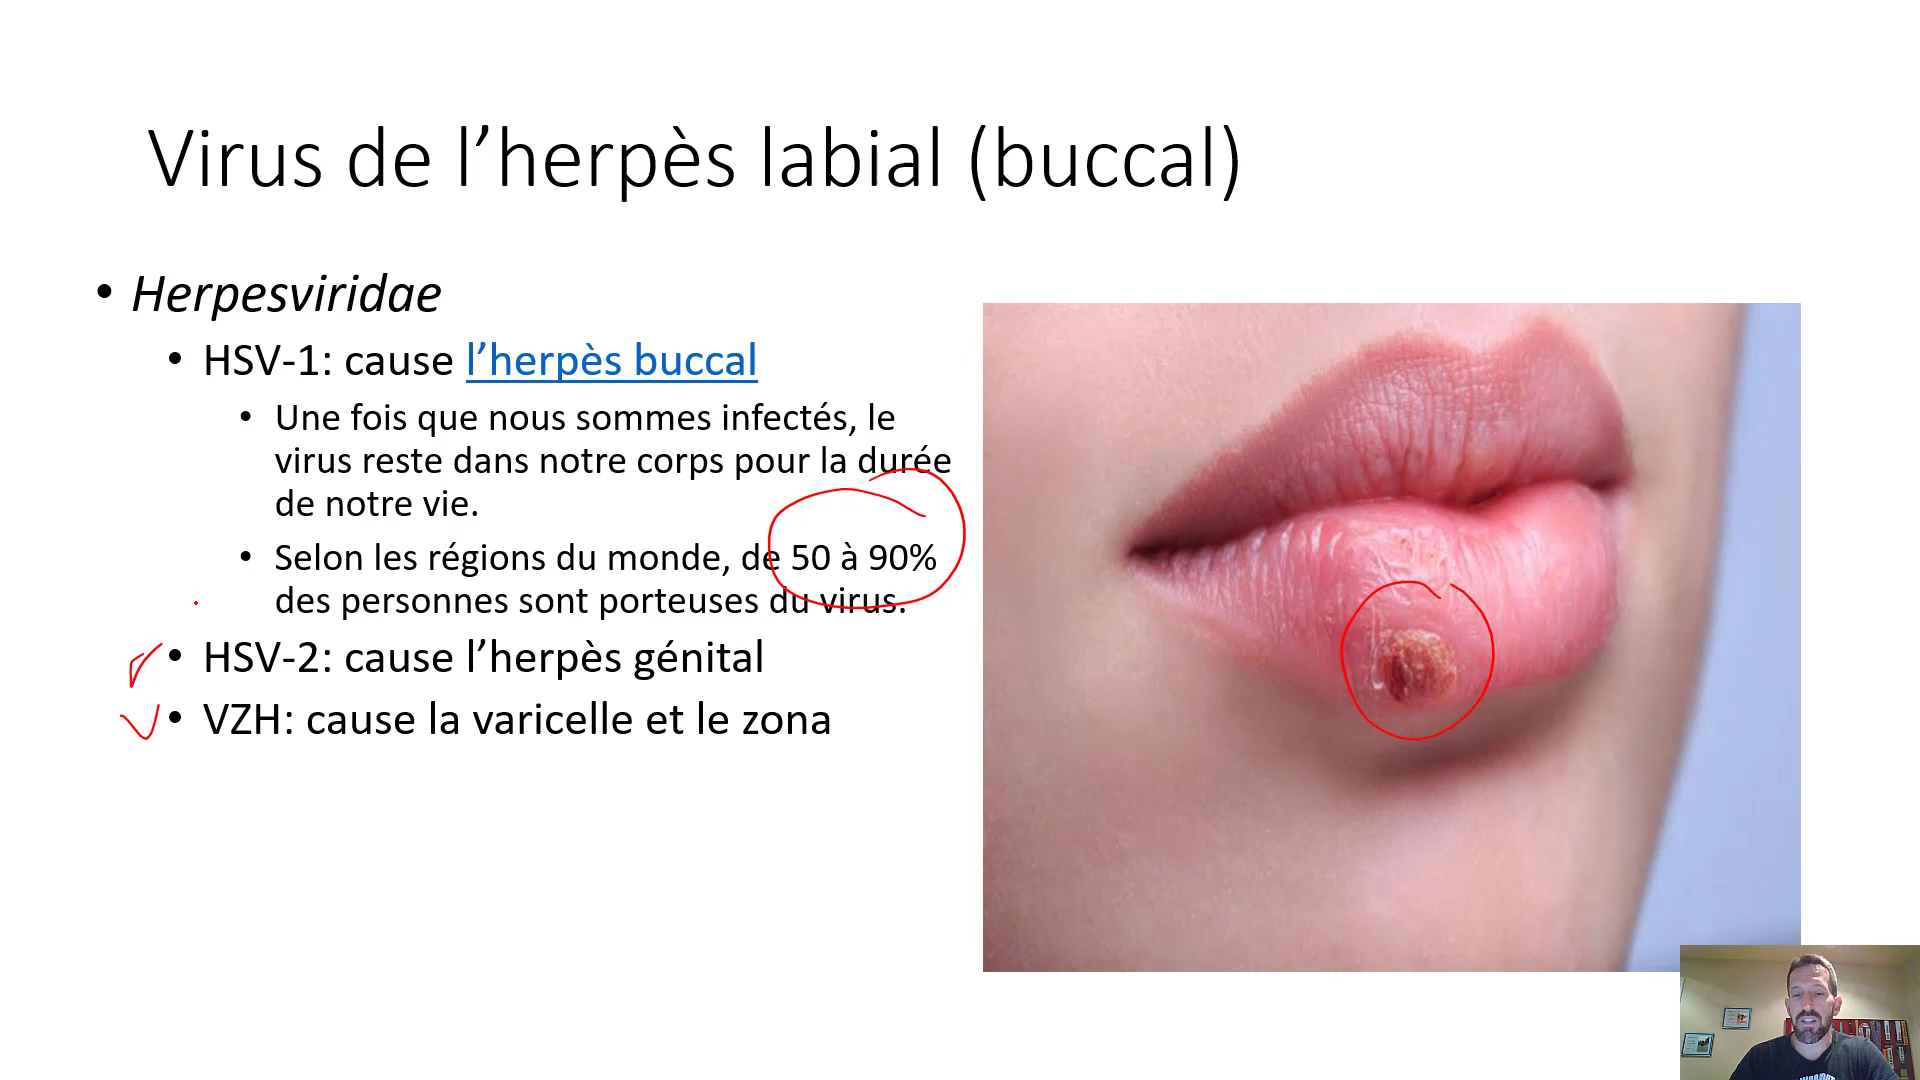 Virus de l’herpès labial (buccal)
• Herpesviridae
• HSV-1: cause l’herpès buccal
• Une fois que nous sommes infectés, le
virus reste dans notre corps pour la durée
de notre vie.
• Selon les régions du monde, de 50 à 90%
des personnes sont porteuses du virus.
• HSV-2: cause l’herpès génital
• VZH: cause la varicelle et le zona